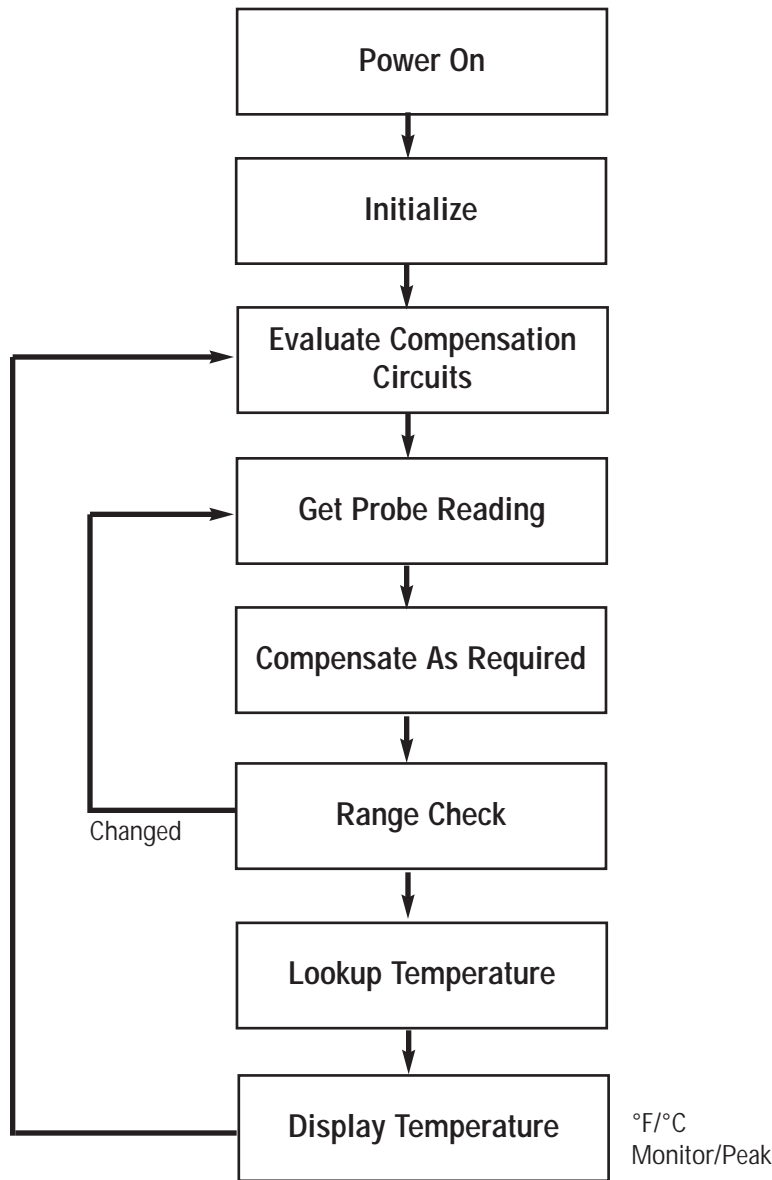 Power On
Initialize
Evaluate Compensation
Circuits
Get Probe Reading
Compensate As Required
Range Check
Changed
Lookup Temperature
Display Temperature
°F/°C
Monitor/Peak